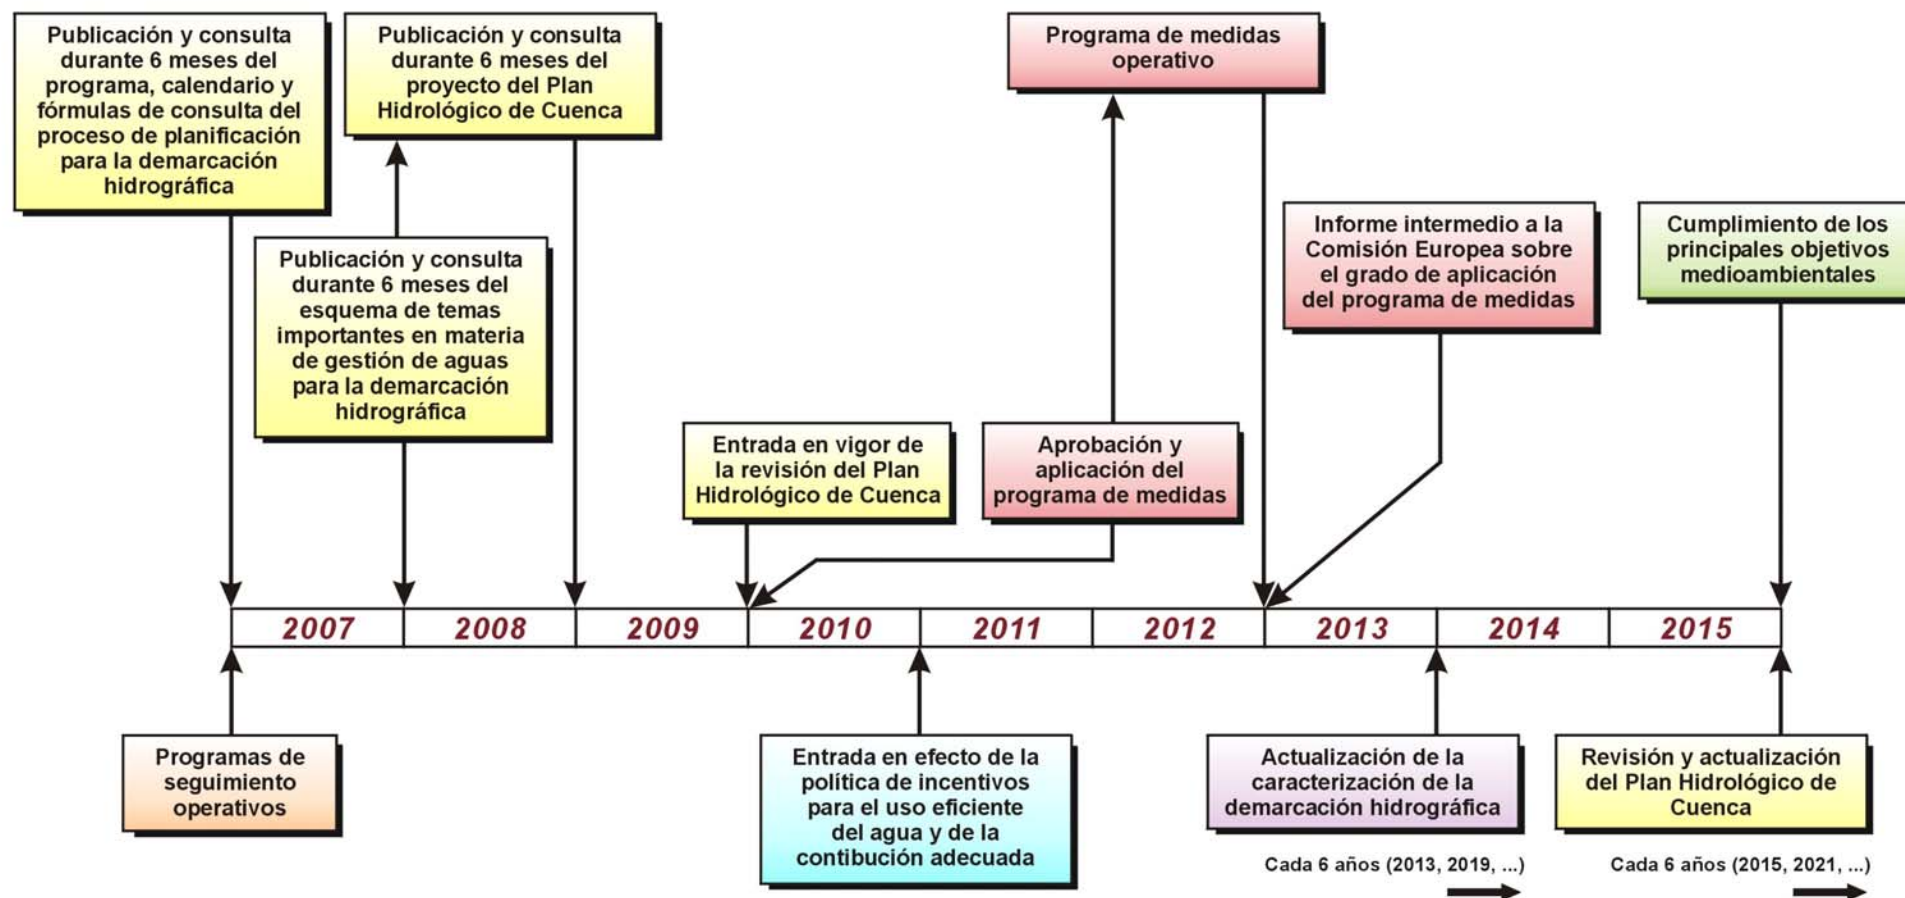 Publicación y consulta
durante 6 meses del
programa, calendario y
fórmulas de consulta del
proceso de planificación
para la demarcación
hidrográfica
Publicación y consulta
durante 6 meses del
proyecto del Plan
Hidrológico de Cuenca
Programa de medidas
operativo
Publicación y consulta
durante 6 meses del
esquema de temas
importantes en materia
de gestión de aguas
para la demarcación
hidrográfica
Informe intermedio a la
Comisión Europea sobre
el grado de aplicación
del programa de medidas
Cumplimiento de los
principales objetivos
medioambientales
Entrada en vigor de
la revisión del Plan
Hidrológico de Cuenca
Aprobación y
aplicación del
programa de medidas
2007 2008 2009 2010 2011 2012 2013 2014 2015
Programas de
seguimiento
operativos
Entrada en efecto de la
política de incentivos
para el uso eficiente
del agua y de la
contibución adecuada
Actualización de la
caracterización de la
demarcación hidrográfica
Cada 6 años (2013, 2019, ...)
Revisión y actualización
del Plan Hidrológico de
Cuenca
Cada 6 años (2015, 2021, ...)